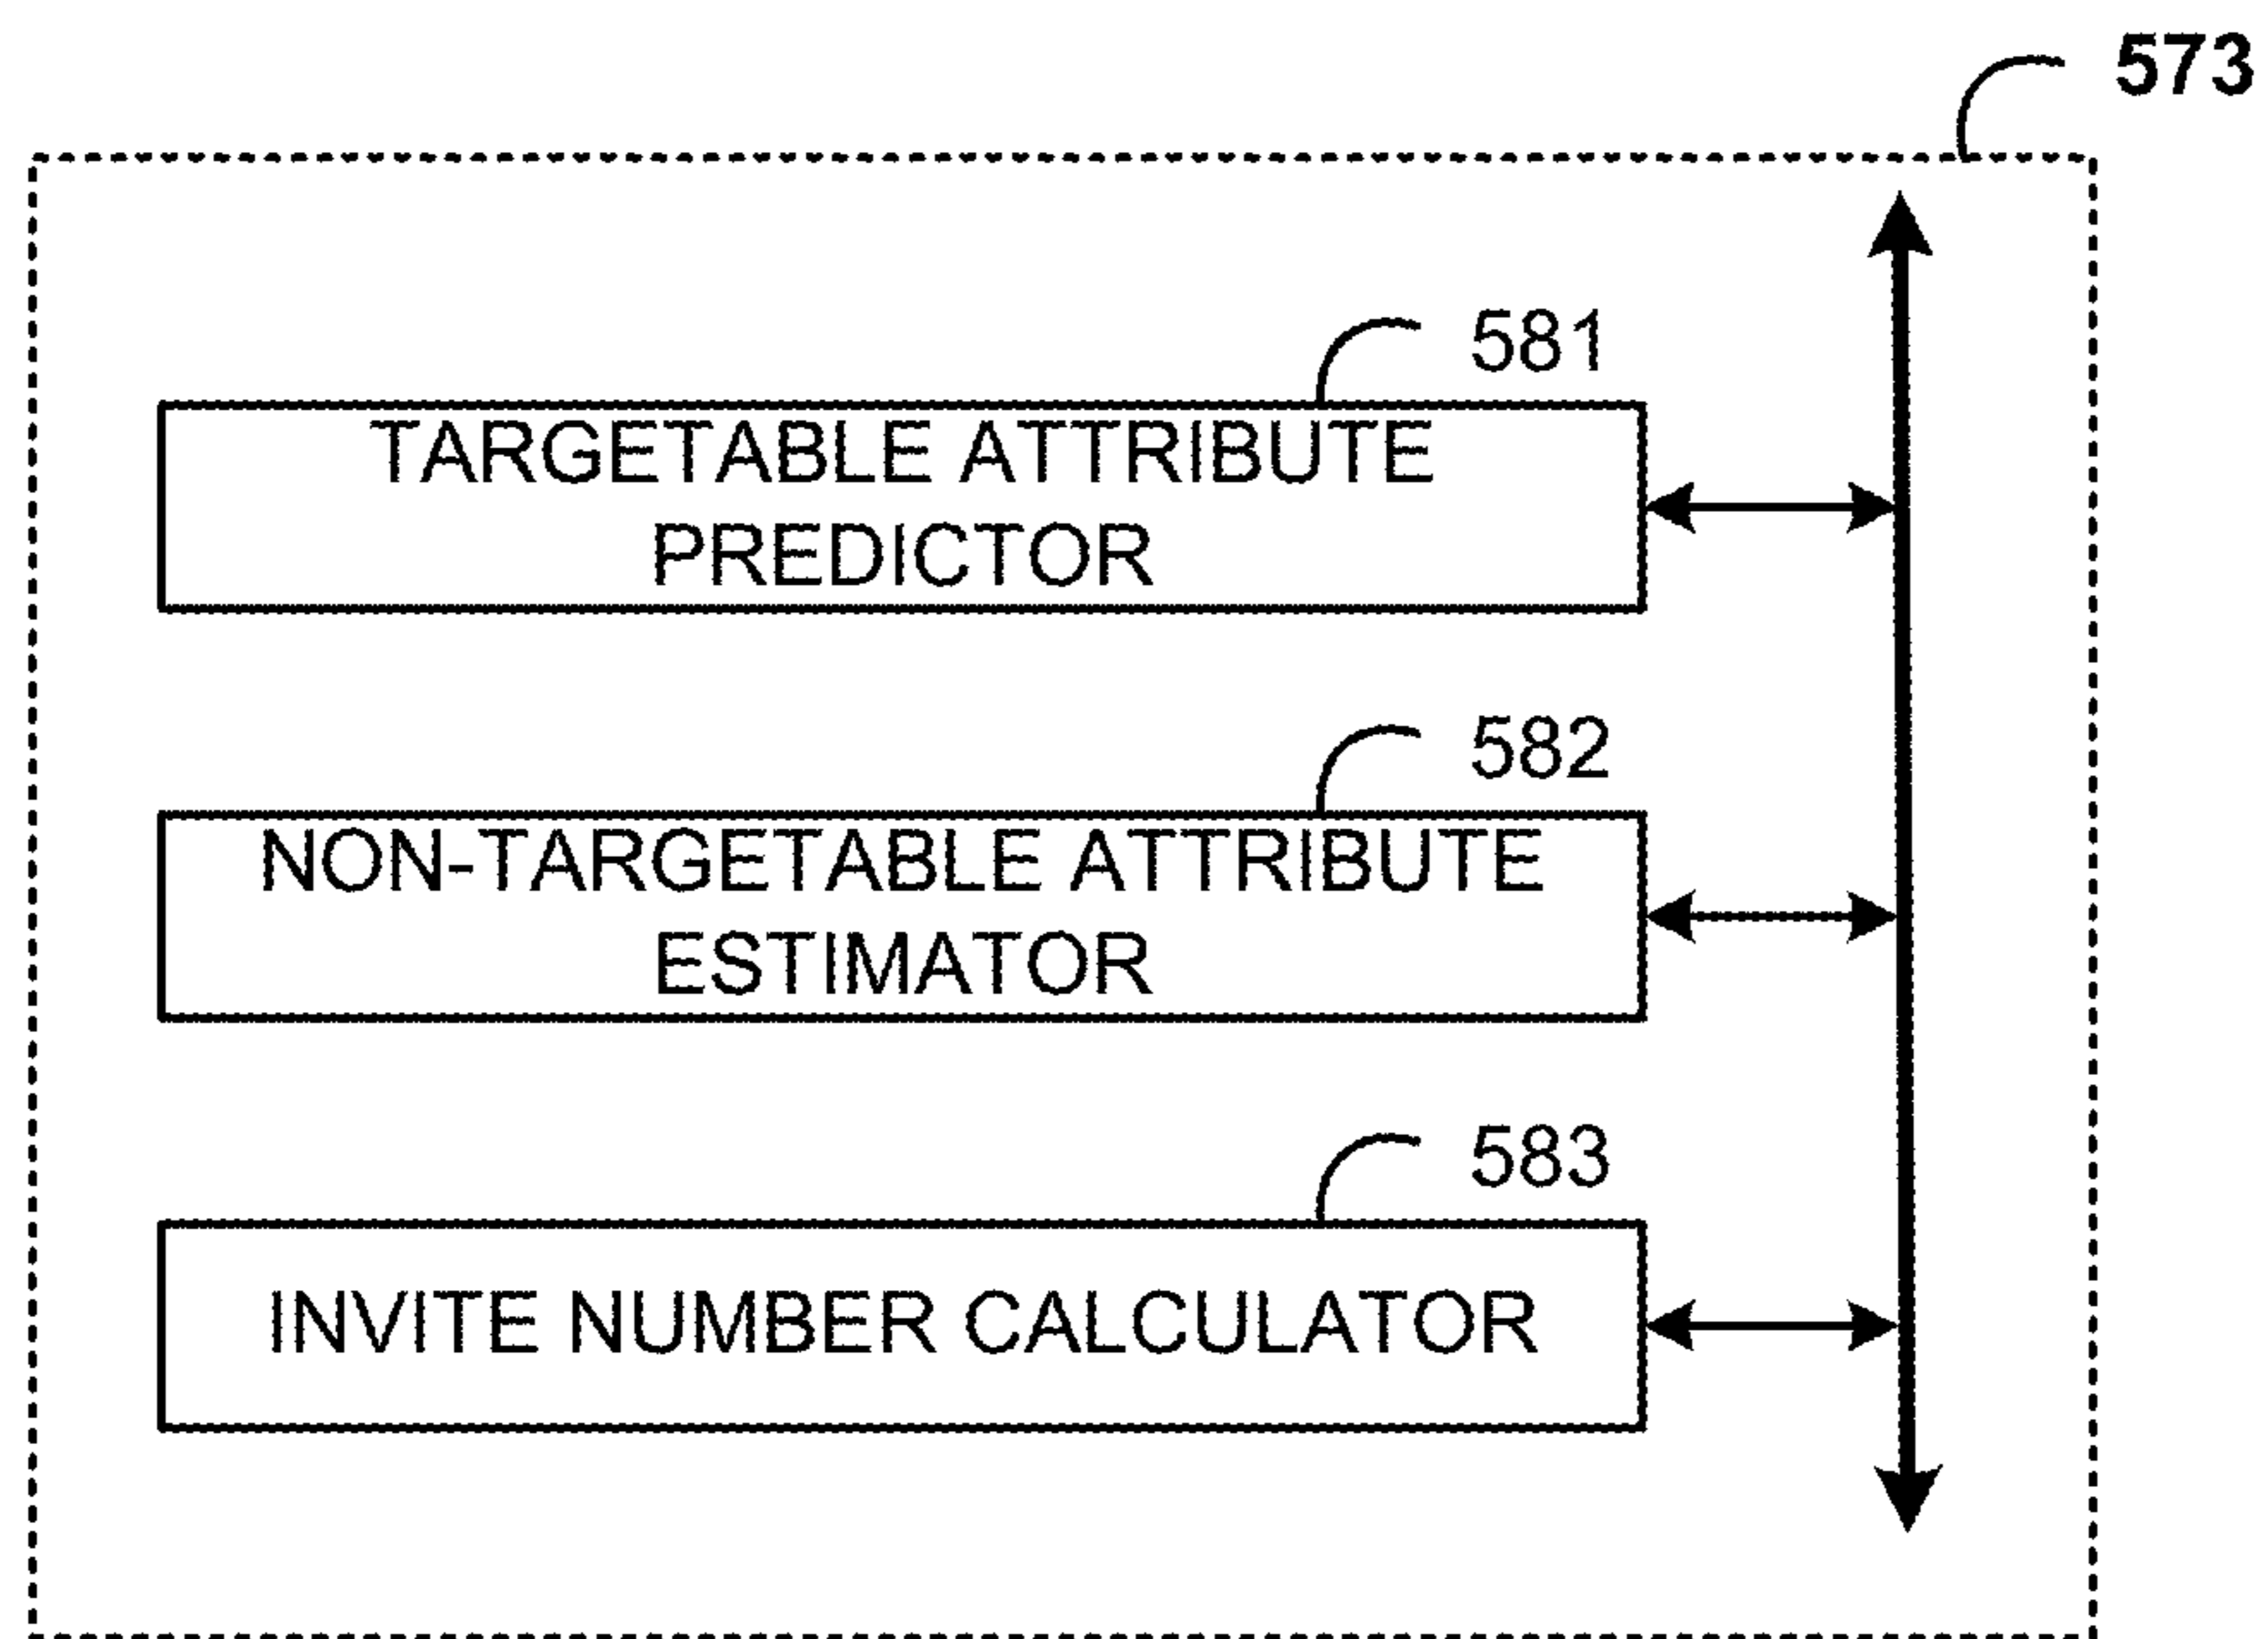 573
581
TARGETABLE ATTRIBUTE
PREDICTOR
582
NON-TARGETABLE ATTRIBUTE
ESTIMATOR
583
INVITE NUMBER CALCULATOR